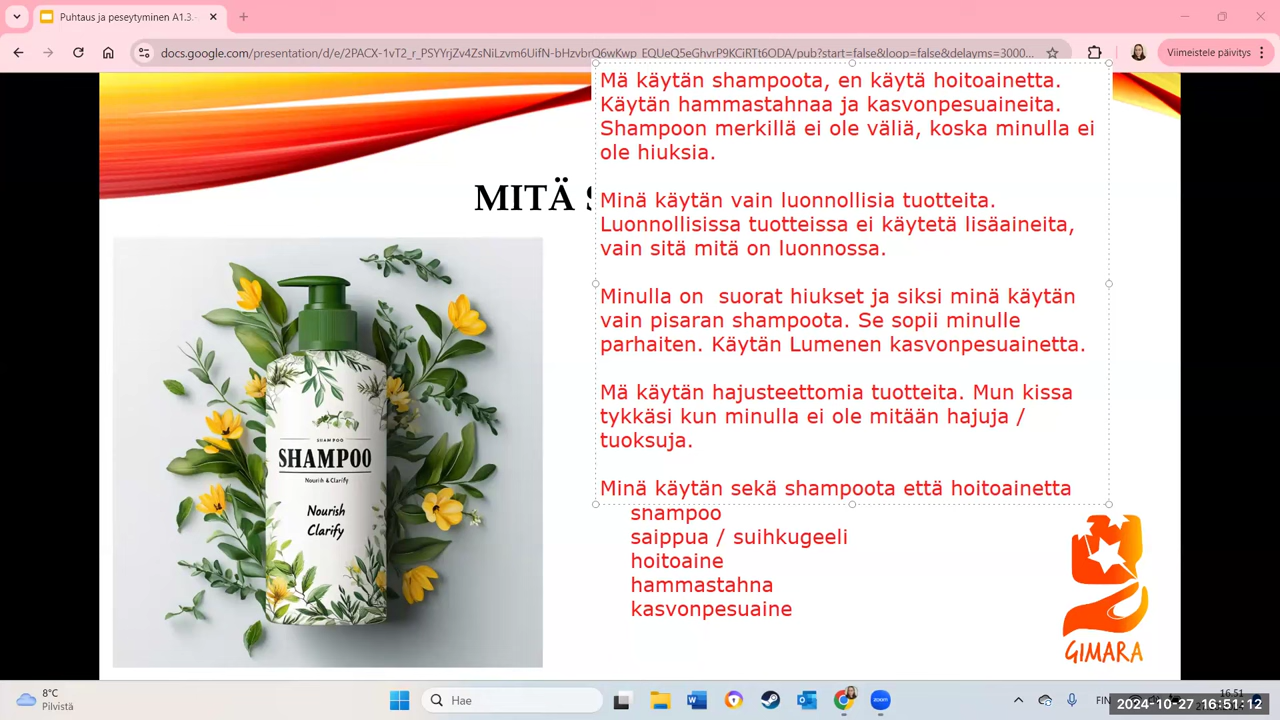 Puhtaus ja peseytyminen A1.3.
docs.google.com/presentation/d/e/2PACX-1vT2_r_PSYYrjZv4ZsNiLzvm6UifN-bHzvbrQ6wKwp_EQUeQ5eGhvrP9KCiRTt6ODA/pub?start=false&loop=false&delayms=3000...
Viimeistele päivitys
Mä käytän shampoota, en käytä hoitoainetta.
Käytän hammastahnaa ja kasvonpesuaineita.
Shampoon merkillä ei ole väliä, koska minulla ei
ole hiuksia.
MITÄ
Minä käytän vain luonnollisia tuotteita.
Luonnollisissa tuotteissa ei käytetä lisäaineita,
vain sitä mitä on luonnossa.
Minulla on suorat hiukset ja siksi minä käytän
vain pisaran shampoota. Se sopii minulle
parhaiten. Käytän Lumenen kasvonpesuainetta.
Mä käytän hajusteettomia tuotteita. Mun kissa
tykkäsi kun minulla ei ole mitään hajuja /
tuoksuja.
Minä käytän sekä shampoota että hoitoainetta
shampoo
saippua / suihkugeeli
hoitoaine
hammastahna
kasvonpesuaine
SHAMPOO
SHAMPOO
Nourish & Clarify
Nourish
Clarify
GIMARA
8°C
Pilvistä
Hae
zoom
FIN
16.51
2024-10-27 16:51:12